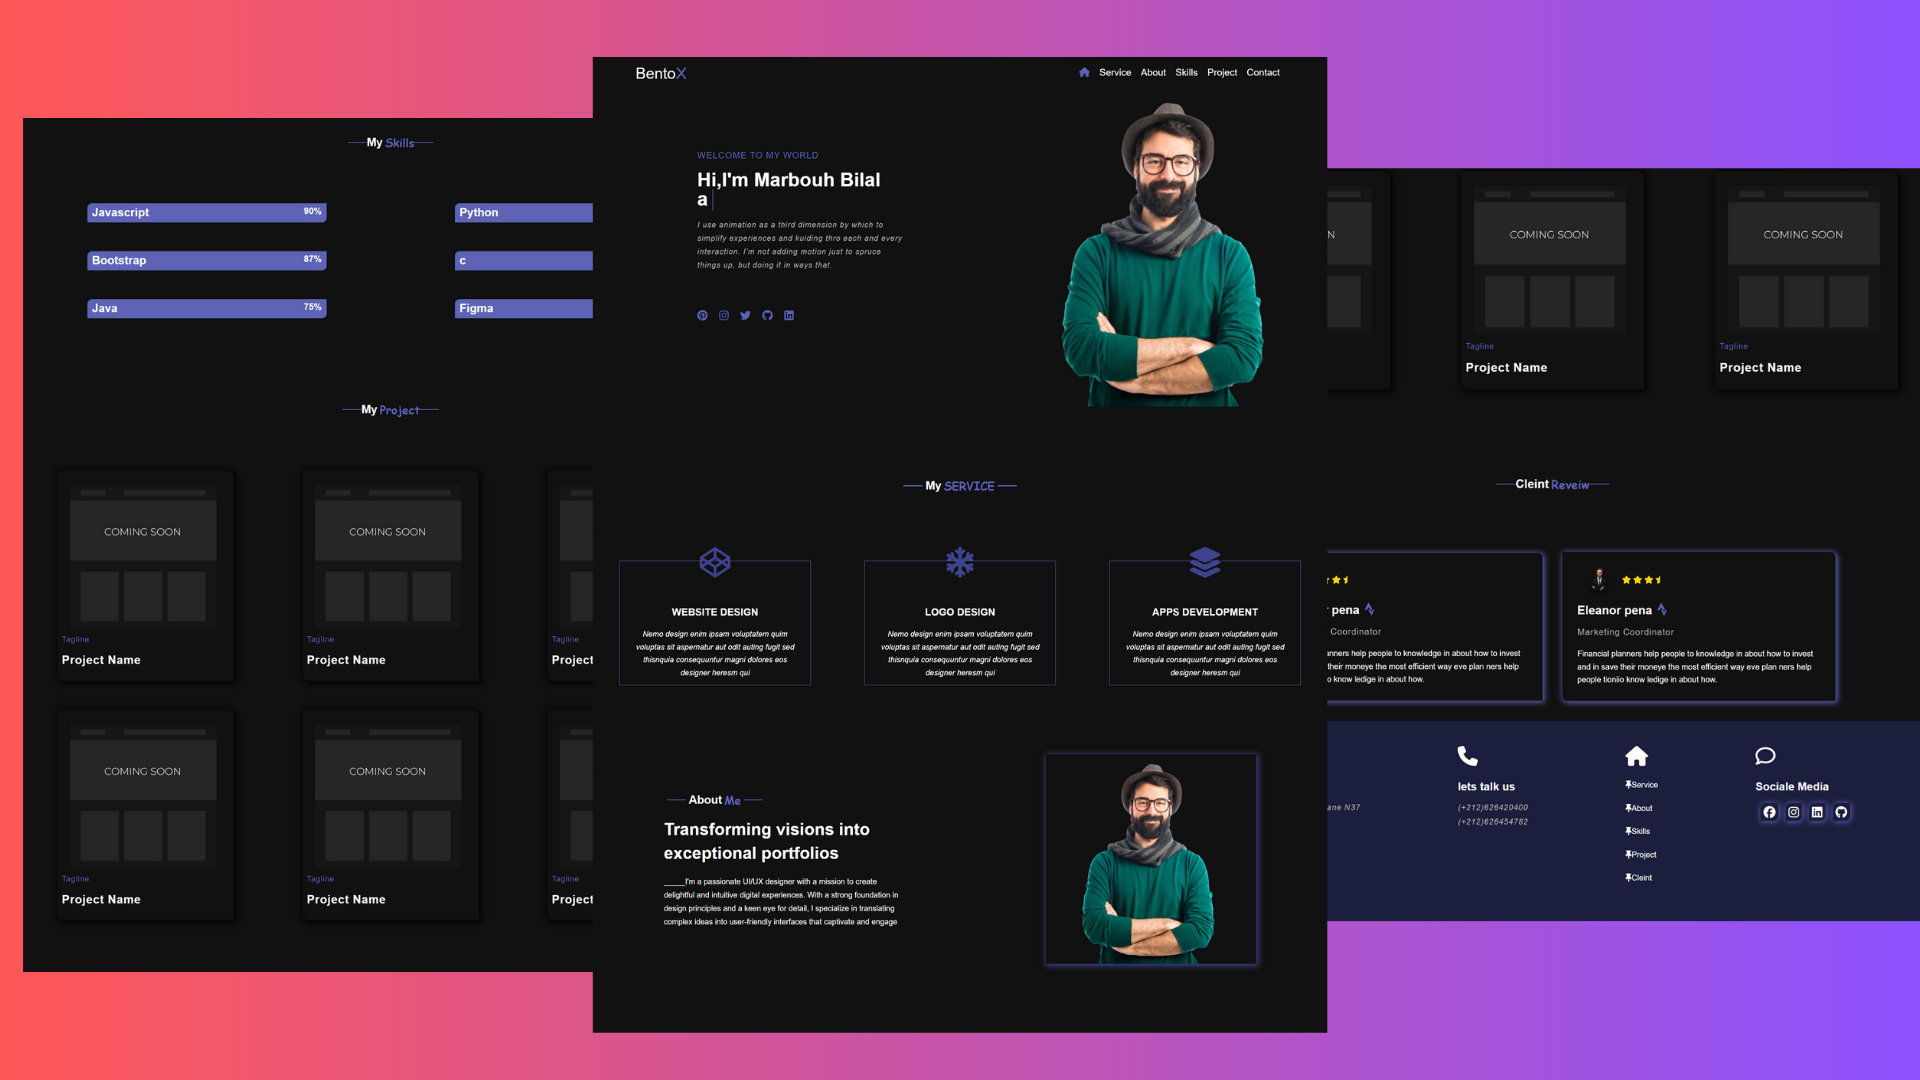 My Skills
Javascript 90%
Python
Bootstrap 87%
c
Java 75%
Figma
My Project
COMING SOON
COMING SOON
Tagline
Tagline
Tagline
Project Name
Project Name
Project
COMING SOON
COMING SOON
Tagline
Tagline
Tagline
Project Name
Project Name
Project
BentoX
Service About Skills Project Contact
WELCOME TO MY WORLD
Hi,I'm Marbouh Bilal
a
I use animation as a third dimension by which to
simplify experiences and kuiding thro each and every
interaction. I'm not adding motion just to spruce
things up, but doing it in ways that.
My SERVICE
WEBSITE DESIGN
Nemo design enim ipsam voluptatem quim
voluptas sit aspernatur aut odit auting fugit sed
thisnquia consequuntur magni dolores eos
designer heresm qui
LOGO DESIGN
Nemo design enim ipsam voluptatem quim
voluptas sit aspernatur aut odit auting fugit sed
thisnquia consequuntur magni dolores eos
designer heresm qui
APPS DEVELOPMENT
Nemo design enim ipsam voluptatem quim
voluptas sit aspernatur aut odit auting fugit sed
thisnquia consequuntur magni dolores eos
designer heresm qui
About Me
Transforming visions into
exceptional portfolios
_____I'm a passionate UI/UX designer with a mission to create
delightful and intuitive digital experiences. With a strong foundation in
design principles and a keen eye for detail, I specialize in translating
complex ideas into user-friendly interfaces that captivate and engage
N
COMING SOON
COMING SOON
Tagline
Tagline
Project Name
Project Name
Cleint Reveiw
r pena
Coordinator
nners help people to knowledge in about how to invest
their moneye the most efficient way eve plan ners help
o know ledige in about how.
Eleanor pena
Marketing Coordinator
Financial planners help people to knowledge in about how to invest
and in save their moneye the most efficient way eve plan ners help
people tioniio know ledige in about how.
ane N37
lets talk us
(+212)626420400
(+212)626454782
Service
About
Skills
Project
Cleint
Sociale Media